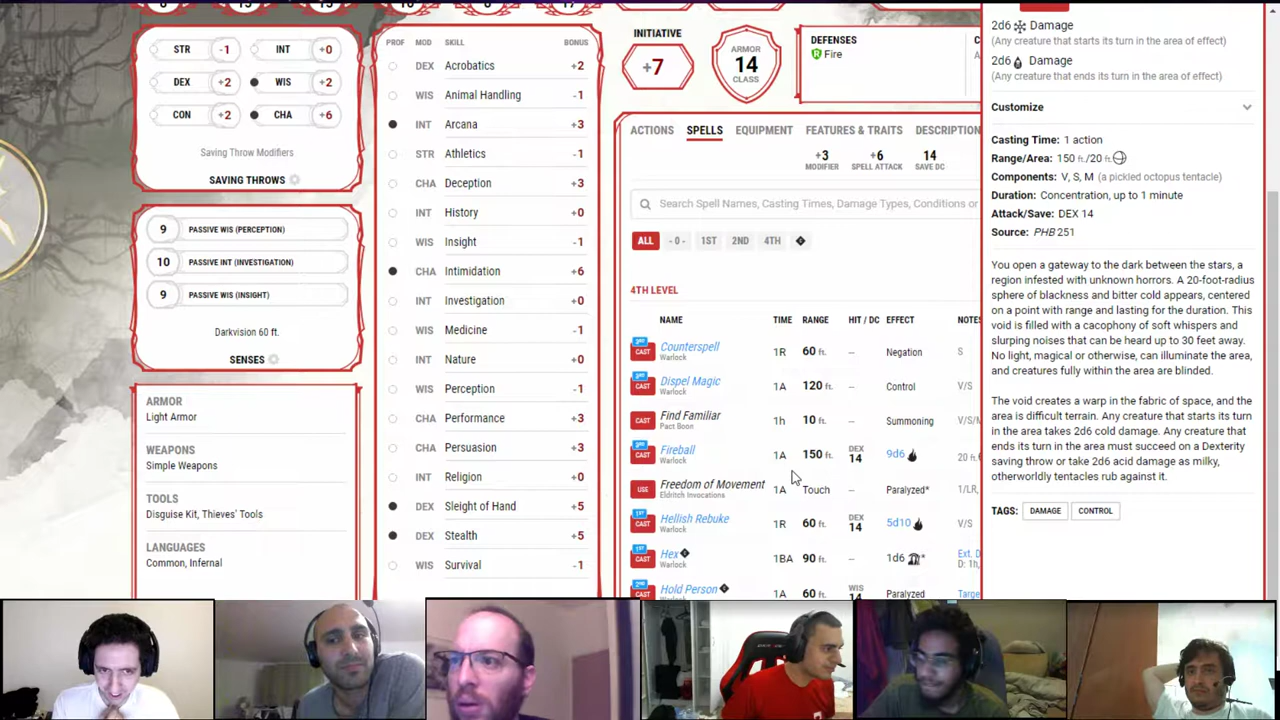 STR -1 INT +0
DEX +2 WIS +2
CON +2 CHA +6
Saving Throw Modifiers
SAVING THROWS
9 PASSIVE WIS (PERCEPTION)
10 PASSIVE INT (INVESTIGATION)
9 PASSIVE WIS (INSIGHT)
Darkvision 60 ft.
SENSES
ARMOR
Light Armor
WEAPONS
Simple Weapons
TOOLS
Disguise Kit, Thieves' Tools
LANGUAGES
Common, Infernal
PROF MOD SKILL BONUS
DEX Acrobatics +2
WIS Animal Handling -1
INT Arcana +3
STR Athletics -1
CHA Deception +3
INT History +0
WIS Insight -1
CHA Intimidation +6
INT Investigation +0
WIS Medicine -1
INT Nature +0
WIS Perception -1
CHA Performance +3
CHA Persuasion +3
INT Religion +0
DEX Sleight of Hand +5
DEX Stealth +5
WIS Survival -1
INITIATIVE
+7
ARMOR
14
CLASS
DEFENSES
R Fire
ACTIONS SPELLS EQUIPMENT FEATURES & TRAITS DESCRIPTION
+3 +6 14
MODIFIER SPELL ATTACK SAVE DC
Search Spell Names, Casting Times, Damage Types, Conditions or
ALL - 0 - 1ST 2ND 4TH
4TH LEVEL
NAME TIME RANGE HIT / DC EFFECT NOTES
3RD CAST Counterspell 1R 60 ft. -- Negation S
Warlock
3RD CAST Dispel Magic 1A 120 ft. -- Control V/S
Warlock
CAST Find Familiar 1h 10 ft. -- Summoning V/S/M
Pact Boon
3RD CAST Fireball 1A 150 ft. DEX 14 9d6 20 ft.
Warlock
USE Freedom of Movement 1A Touch -- Paralyzed* 1/LR,
Eldritch Invocations
1ST CAST Hellish Rebuke 1R 60 ft. DEX 14 5d10 V/S
Warlock
1ST CAST Hex 1BA 90 ft. -- 1d6 * Ext. D
Warlock D: 1h,
2ND CAST Hold Person 1A 60 ft. WIS 14 Paralyzed Target
Warlock
2d6 Damage
(Any creature that starts its turn in the area of effect)
2d6 Damage
(Any creature that ends its turn in the area of effect)
Customize
Casting Time: 1 action
Range/Area: 150 ft./20 ft.
Components: V, S, M (a pickled octopus tentacle)
Duration: Concentration, up to 1 minute
Attack/Save: DEX 14
Source: PHB 251
You open a gateway to the dark between the stars, a
region infested with unknown horrors. A 20-foot-radius
sphere of blackness and bitter cold appears, centered
on a point with range and lasting for the duration. This
void is filled with a cacophony of soft whispers and
slurping noises that can be heard up to 30 feet away.
No light, magical or otherwise, can illuminate the area,
and creatures fully within the area are blinded.
The void creates a warp in the fabric of space, and the
area is difficult terrain. Any creature that starts its turn
in the area takes 2d6 cold damage. Any creature that
ends its turn in the area must succeed on a Dexterity
saving throw or take 2d6 acid damage as milky,
otherworldly tentacles rub against it.
TAGS: DAMAGE CONTROL